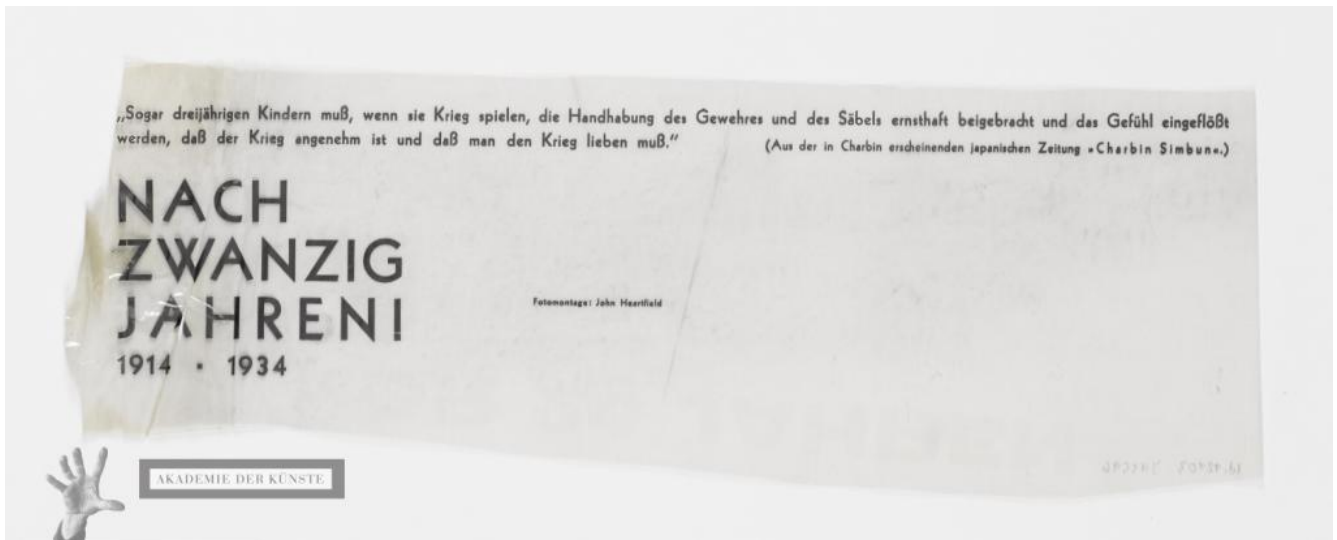 „Sogar dreijährigen Kindern muß, wenn sie Krieg spielen, die Handhabung des Gewehres und des Säbels ernsthaft beigebracht und das Gefühl eingeflößt
werden, daß der Krieg angenehm ist und daß man den Krieg lieben muß.“ (Aus der in Charbin erscheinenden japanischen Zeitung »Charbin Simbun«.)
NACH
ZWANZIG
JAHREN!
1914 • 1934
Fotomontage: John Heartfield
AKADEMIE DER KÜNSTE